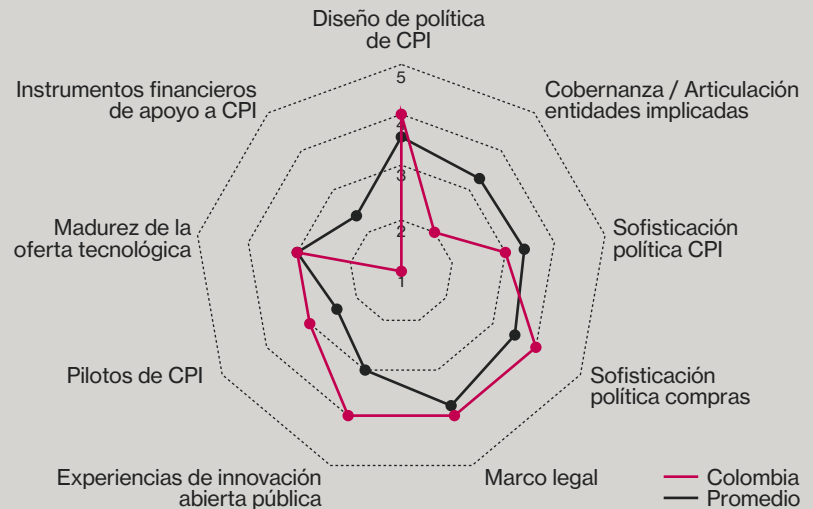 Diseño de política
de CPI
Instrumentos financieros
de apoyo a CPI
Cobernanza / Articulación
entidades implicadas
5
4
3
2
1
Madurez de la
oferta tecnológica
Sofisticación
política CPI
Pilotos de CPI
Sofisticación
política compras
Experiencias de innovación
abierta pública
Marco legal
Colombia
Promedio